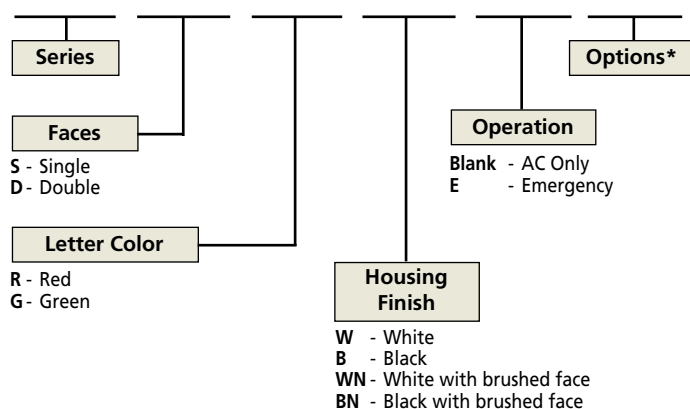 Series
Options*
Faces
S - Single
D - Double
Operation
Blank - AC Only
E - Emergency
Letter Color
R - Red
G - Green
Housing
Finish
W - White
B - Black
WN - White with brushed face
BN - Black with brushed face